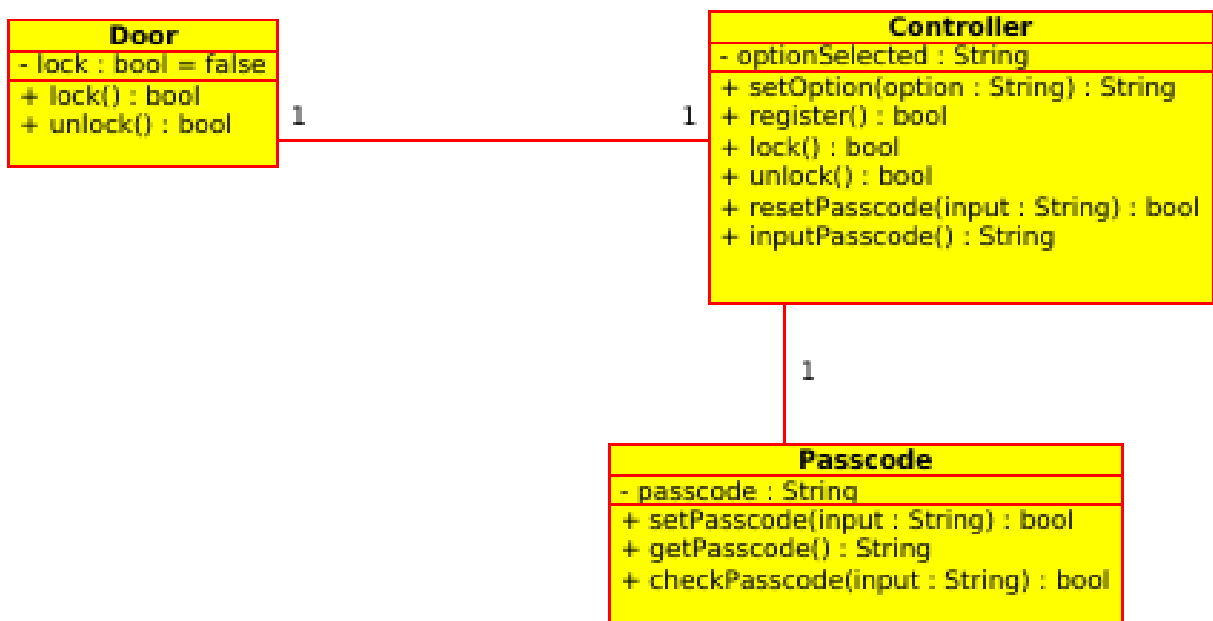 Door
- lock : bool = false
+ lock() : bool
+ unlock() : bool
1
1
Controller
- optionSelected : String
+ setOption(option : String) : String
+ register() : bool
+ lock() : bool
+ unlock() : bool
+ resetPasscode(input : String) : bool
+ inputPasscode() : String
1
Passcode
- passcode : String
+ setPasscode(input : String) : bool
+ getPasscode() : String
+ checkPasscode(input : String) : bool